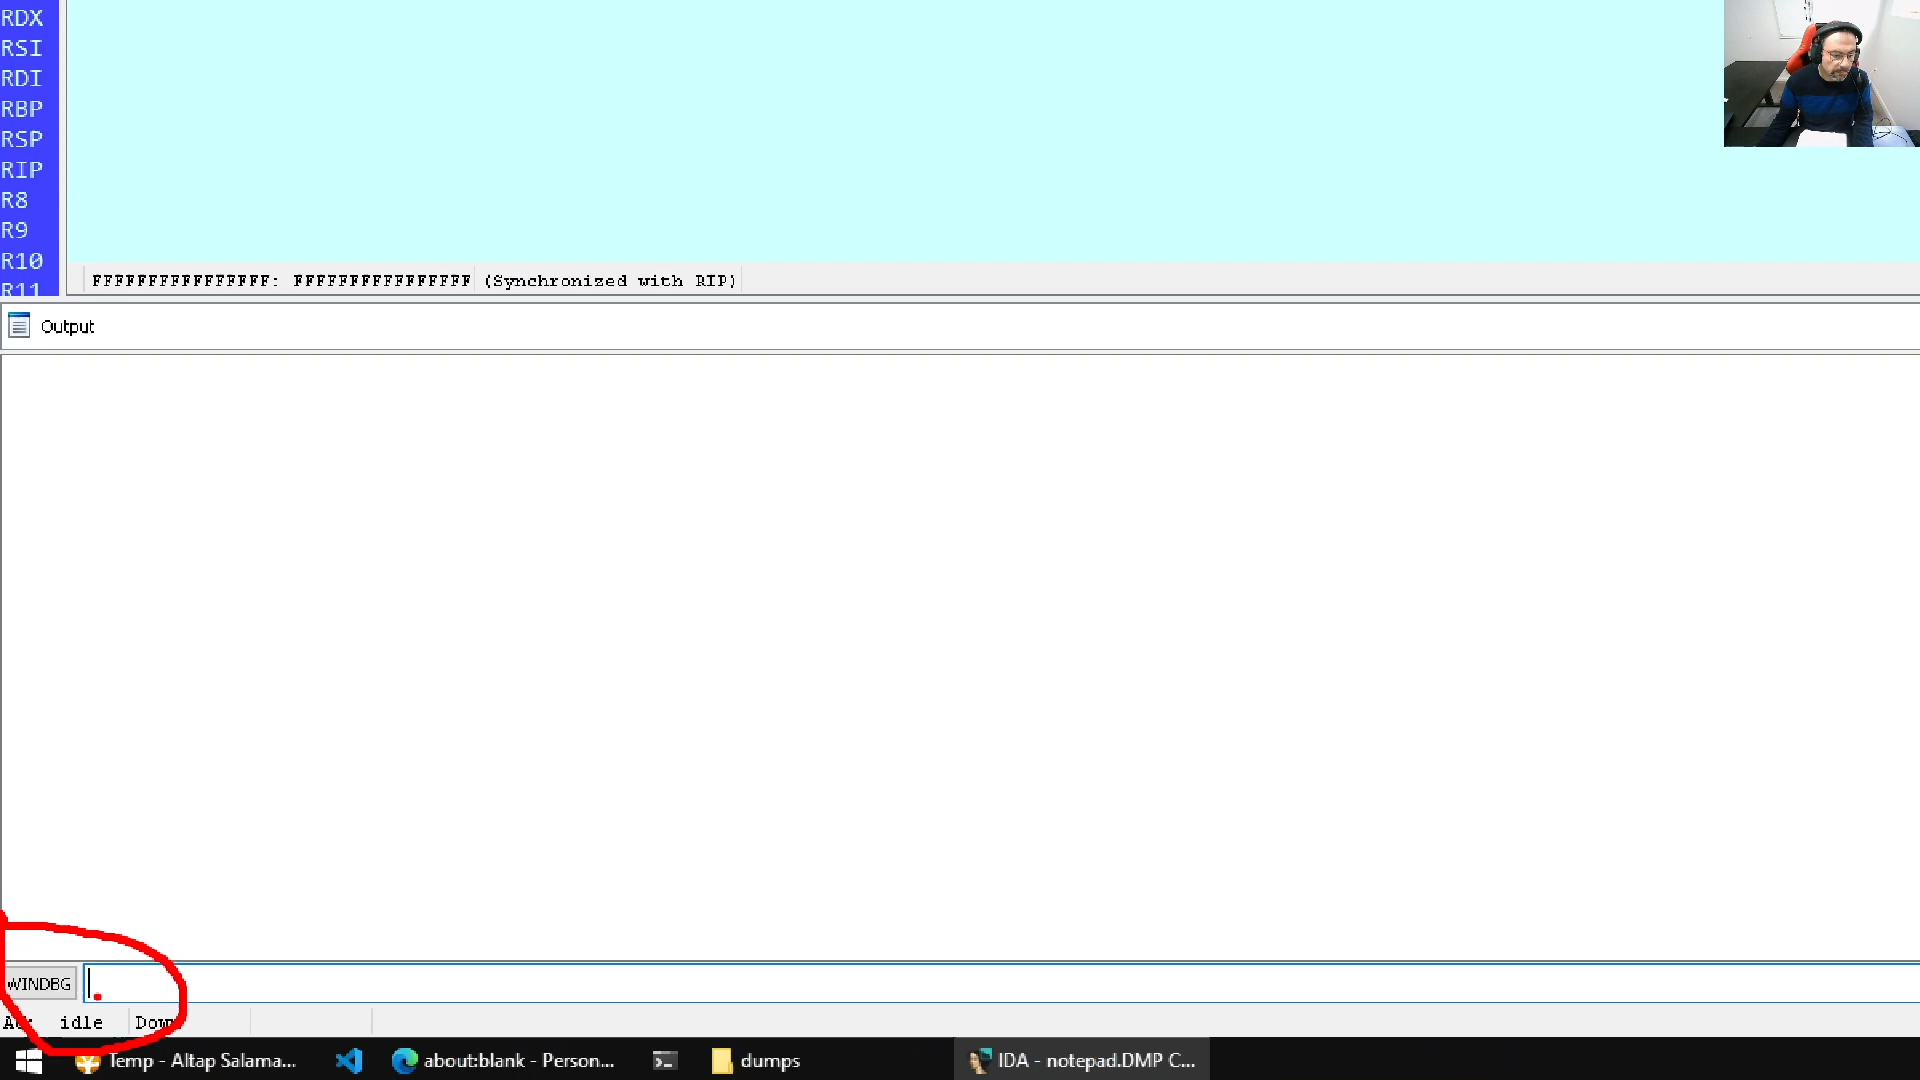 RDX
RSI
RDI
RBP
RSP
RIP
R8
R9
R10
R11
FFFFFFFFFFFFFFFF: FFFFFFFFFFFFFFFF (Synchronized with RIP)
Output
WINDBG
idle
Temp - Altap Salama... about:blank - Person... dumps IDA - notepad.DMP C...